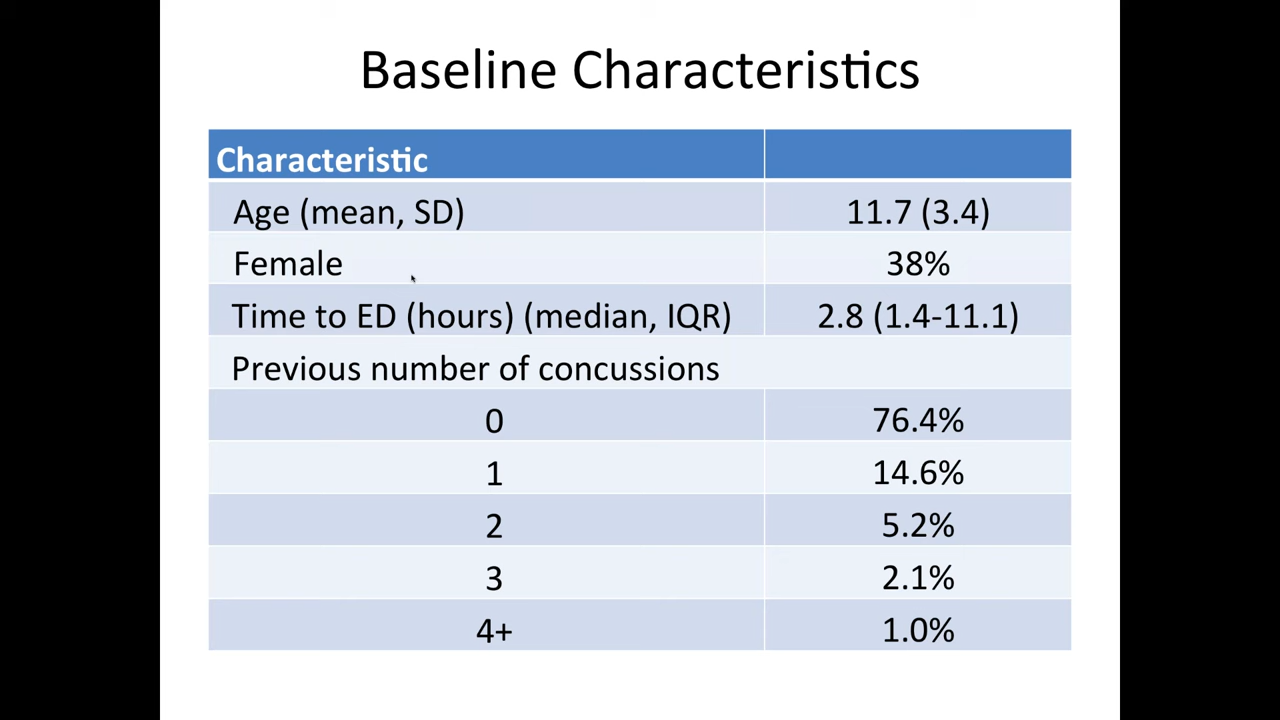 Baseline Characteristics
Characteristic
Age (mean, SD) 11.7 (3.4)
Female 38%
Time to ED (hours) (median, IQR) 2.8 (1.4-11.1)
Previous number of concussions
0 76.4%
1 14.6%
2 5.2%
3 2.1%
4+ 1.0%